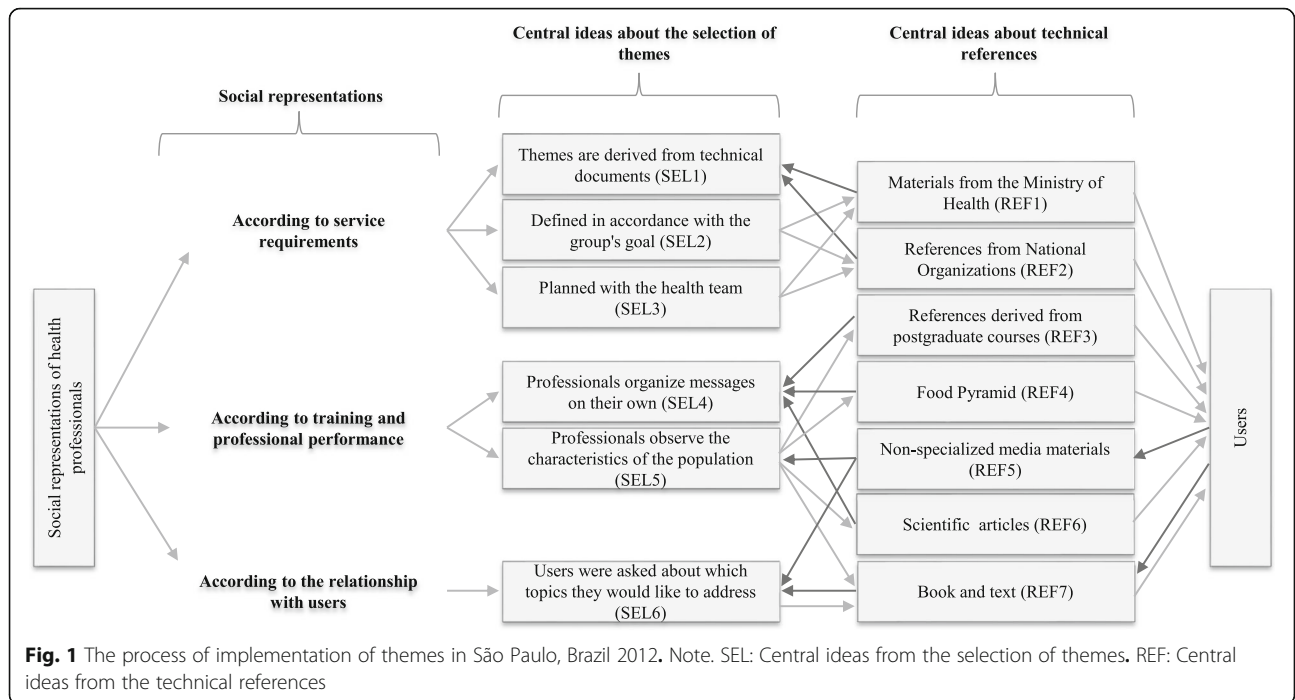 Central ideas about the selection of
themes
Central ideas about technical
references
Social representations
Themes are derived from technical
documents (SEL1)
Defined in accordance with the
group's goal (SEL2)
Planned with the health team
(SEL3)
According to service
requirements
Materials from the Ministry of
Health (REF1)
References from National
Organizations (REF2)
References derived from
postgraduate courses (REF3)
Social representations of health
professionals
According to training and
professional performance
Professionals organize messages
on their own (SEL4)
Professionals observe the
characteristics of the population
(SEL5)
Food Pyramid (REF4)
Non-specialized media materials
(REF5)
Scientific articles (REF6)
Users
According to the relationship
with users
Users were asked about which
topics they would like to address
(SEL6)
Book and text (REF7)
Fig. 1 The process of implementation of themes in São Paulo, Brazil 2012. Note. SEL: Central ideas from the selection of themes. REF: Central
ideas from the technical references